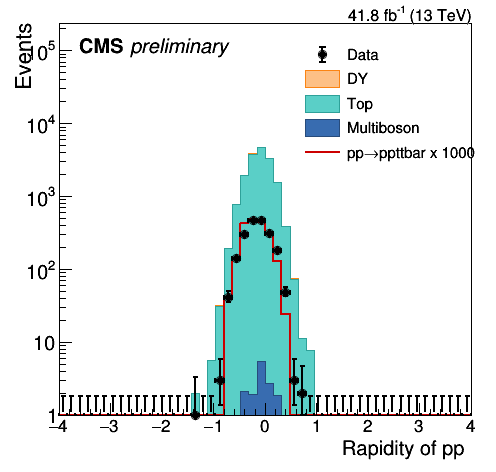 41.8 fb⁻¹ (13 TeV)
Events
CMS preliminary
Data
DY
Top
Multiboson
pp→ppttbar x 1000
10⁵
10⁴
10³
10²
10
1
−4 −3 −2 −1 0 1 2 3 4
Rapidity of pp